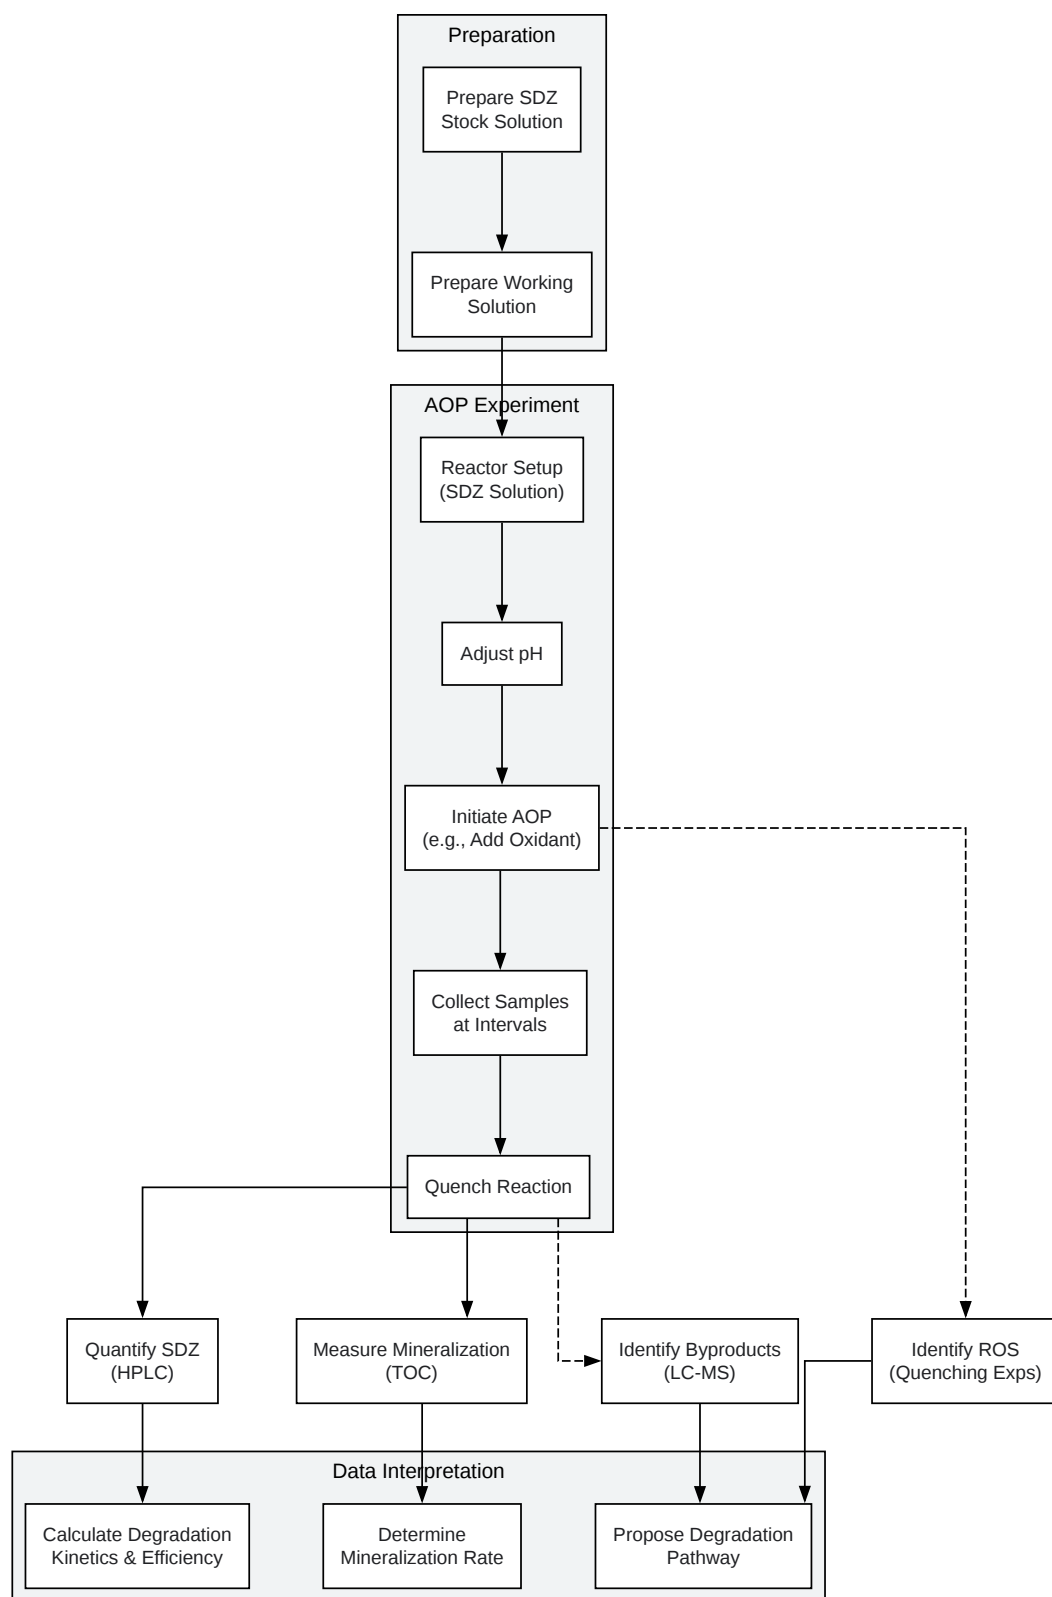 Preparation
Prepare SDZ
Stock Solution
Prepare Working
Solution
AOP Experiment
Reactor Setup
(SDZ Solution)
Adjust pH
Initiate AOP
(e.g., Add Oxidant)
Collect Samples
at Intervals
Quench Reaction
Quantify SDZ
(HPLC)
Measure Mineralization
(TOC)
Identify Byproducts
(LC-MS)
Identify ROS
(Quenching Exps)
Data Interpretation
Calculate Degradation
Kinetics & Efficiency
Determine
Mineralization Rate
Propose Degradation
Pathway